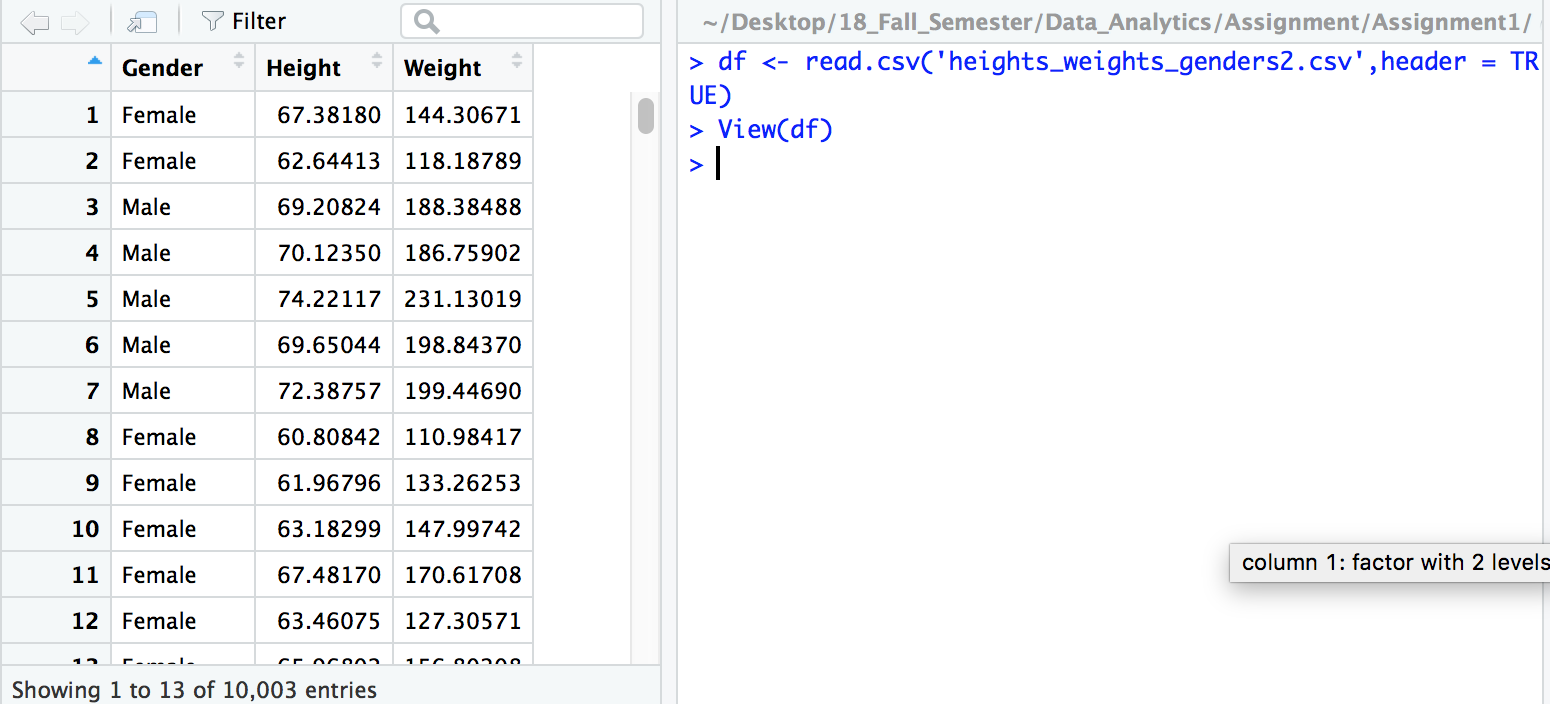 Filter
~/Desktop/18_Fall_Semester/Data_Analytics/Assignment/Assignment1/
Gender Height Weight
1 Female 67.38180 144.30671
2 Female 62.64413 118.18789
3 Male 69.20824 188.38488
4 Male 70.12350 186.75902
5 Male 74.22117 231.13019
6 Male 69.65044 198.84370
7 Male 72.38757 199.44690
8 Female 60.80842 110.98417
9 Female 61.96796 133.26253
10 Female 63.18299 147.99742
11 Female 67.48170 170.61708
12 Female 63.46075 127.30571
Showing 1 to 13 of 10,003 entries
> df <- read.csv('heights_weights_genders2.csv',header = TR
UE)
> View(df)
>
column 1: factor with 2 levels